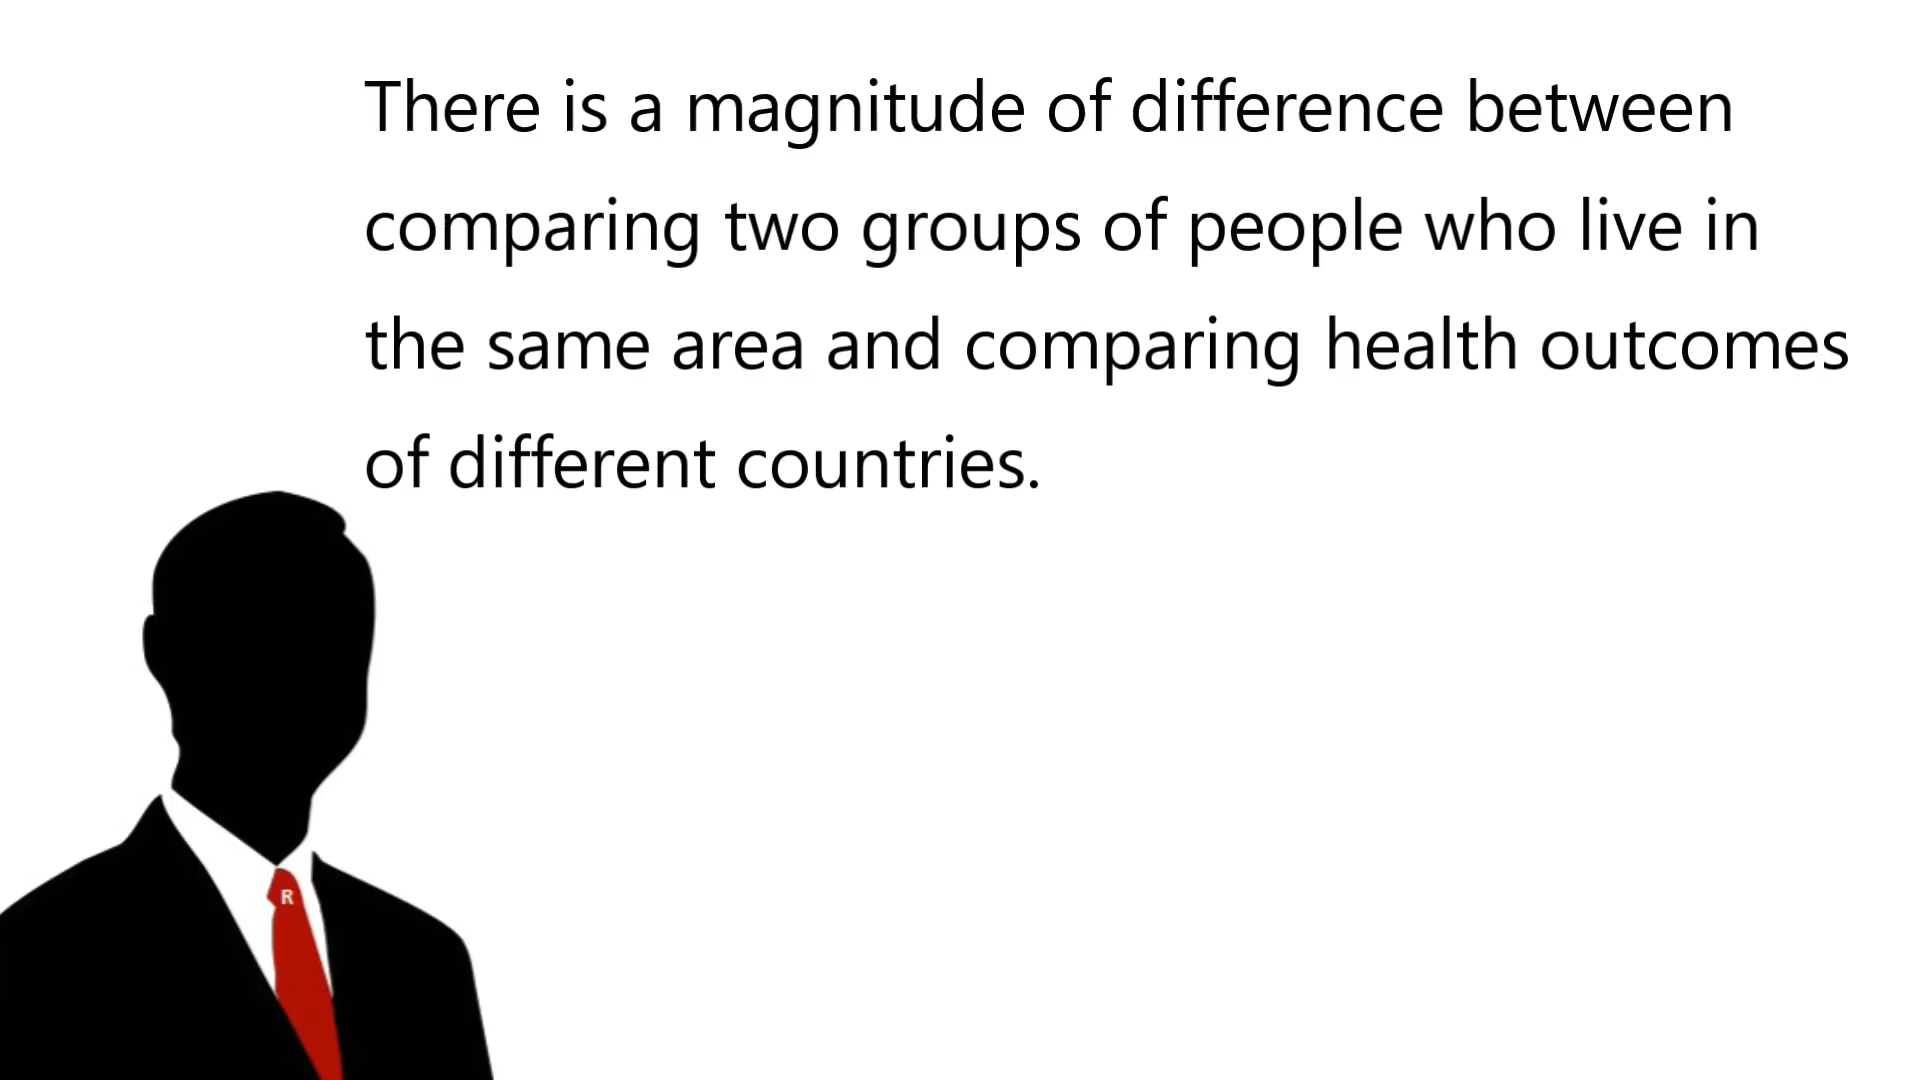 There is a magnitude of difference between
comparing two groups of people who live in
the same area and comparing health outcomes
of different countries.
R